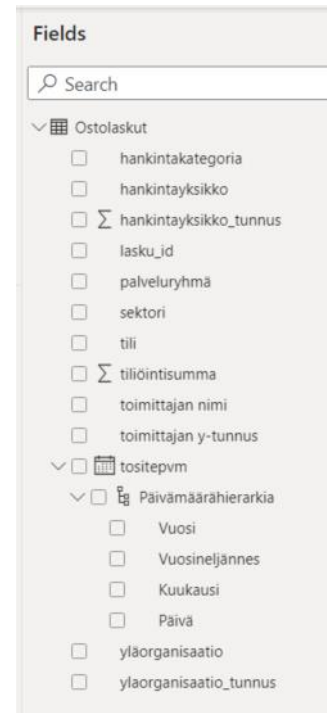 Fields
Search
Ostolaskut
hankintakategoria
hankintayksikko
∑ hankintayksikko_tunnus
lasku_id
palveluryhmä
sektori
tili
∑ tiliöintisumma
toimittajan nimi
toimittajan y-tunnus
tositepvm
Päivämäärähierarkia
Vuosi
Vuosineljännes
Kuukausi
Päivä
yläorganisaatio
ylaorganisaatio_tunnus